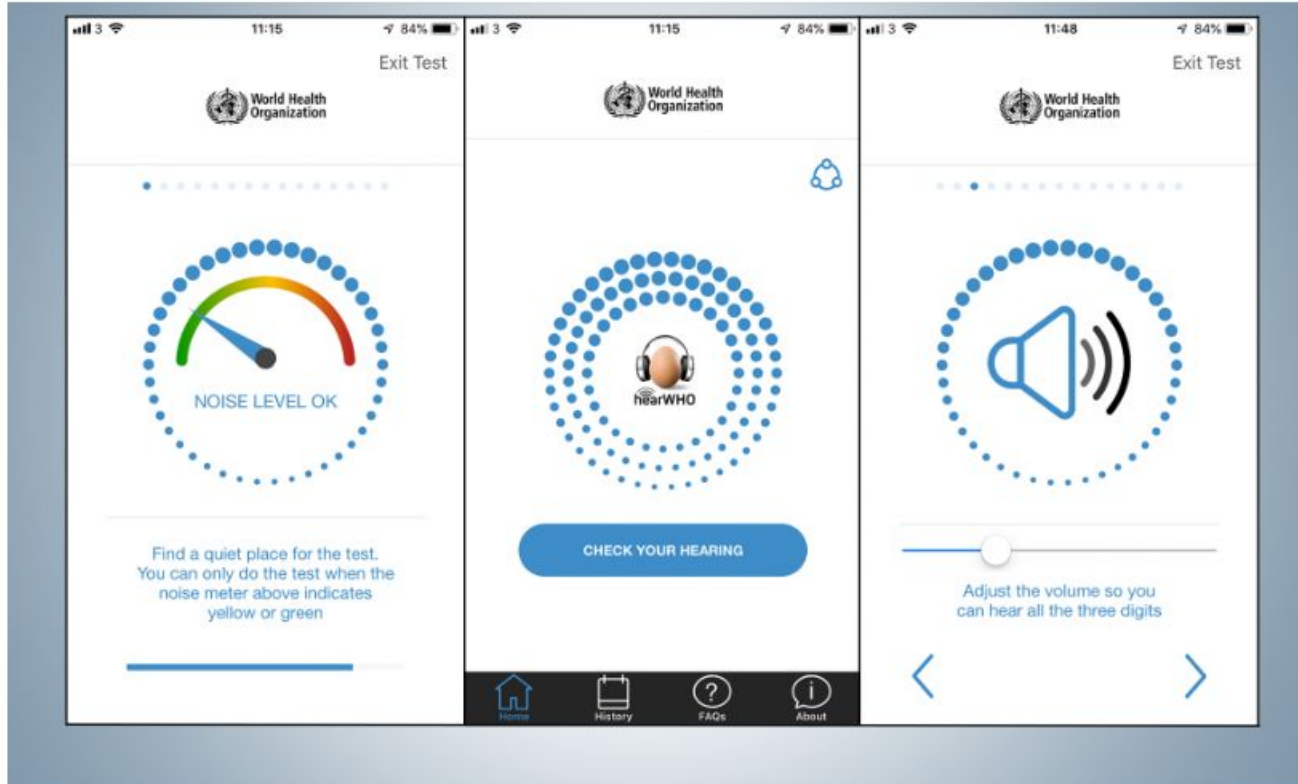 3 11:15 84%
Exit Test
World Health
Organization
NOISE LEVEL OK
Find a quiet place for the test.
You can only do the test when the
noise meter above indicates
yellow or green
3 11:15 84%
World Health
Organization
hearWHO
CHECK YOUR HEARING
Home History FAQs About
3 11:48 84%
Exit Test
World Health
Organization
Adjust the volume so you
can hear all the three digits